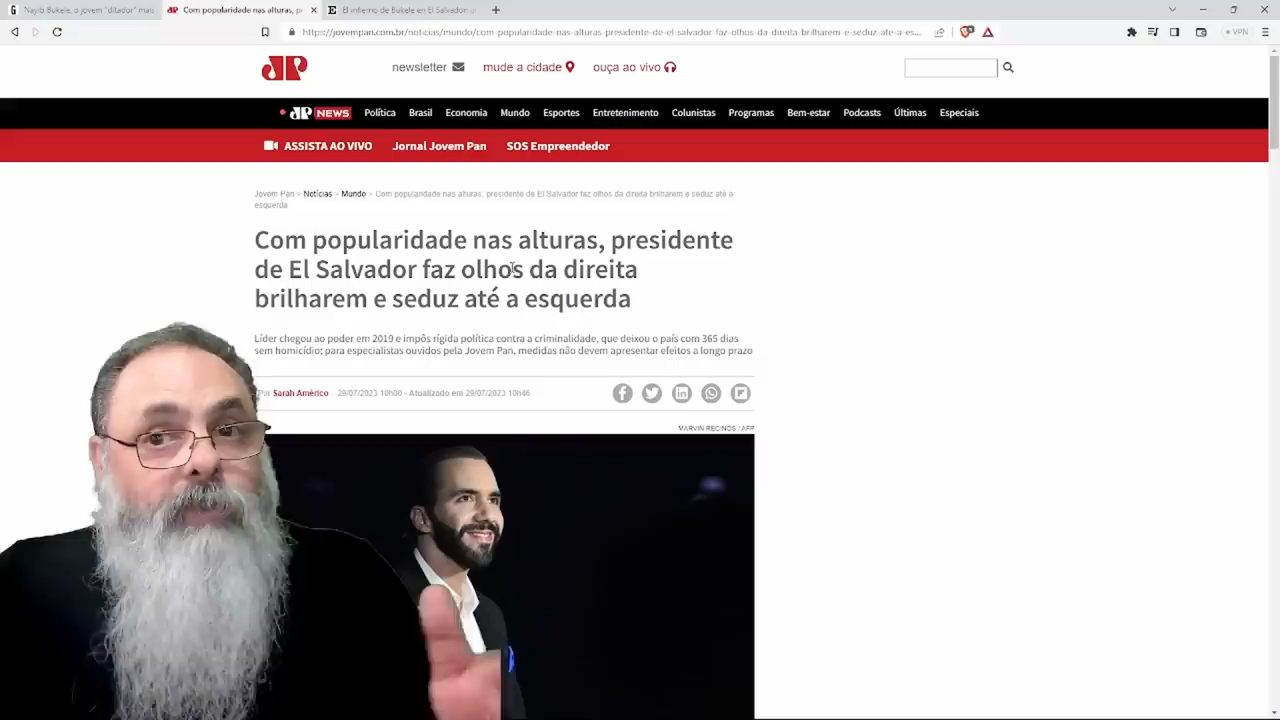 Nayib Bukele, o jovem "ditador" mais
Com popularidade nas alturas, pr
El infierno de Bukele en El Salvador
https://jovempan.com.br/noticias/mundo/com-popularidade-nas-alturas-presidente-de-el-salvador-faz-olhos-da-direita-brilharem-e-seduz-ate-a-es...
VPN
JP
newsletter
mude a cidade
ouça ao vivo
JP NEWS
Política
Brasil
Economia
Mundo
Esportes
Entretenimento
Colunistas
Programas
Bem-estar
Podcasts
Últimas
Especiais
ASSISTA AO VIVO
Jornal Jovem Pan
SOS Empreendedor
Jovem Pan > Notícias > Mundo > Com popularidade nas alturas, presidente de El Salvador faz olhos da direita brilharem e seduz até a
esquerda
Com popularidade nas alturas, presidente
de El Salvador faz olhos da direita
brilharem e seduz até a esquerda
Líder chegou ao poder em 2019 e impôs rígida política contra a criminalidade, que deixou o país com 365 dias
sem homicídio; para especialistas ouvidos pela Jovem Pan, medidas não devem apresentar efeitos a longo prazo
Por Sarah Américo 29/07/2023 10h00 - Atualizado em 29/07/2023 10h46
MARVIN RECINOS / AFP